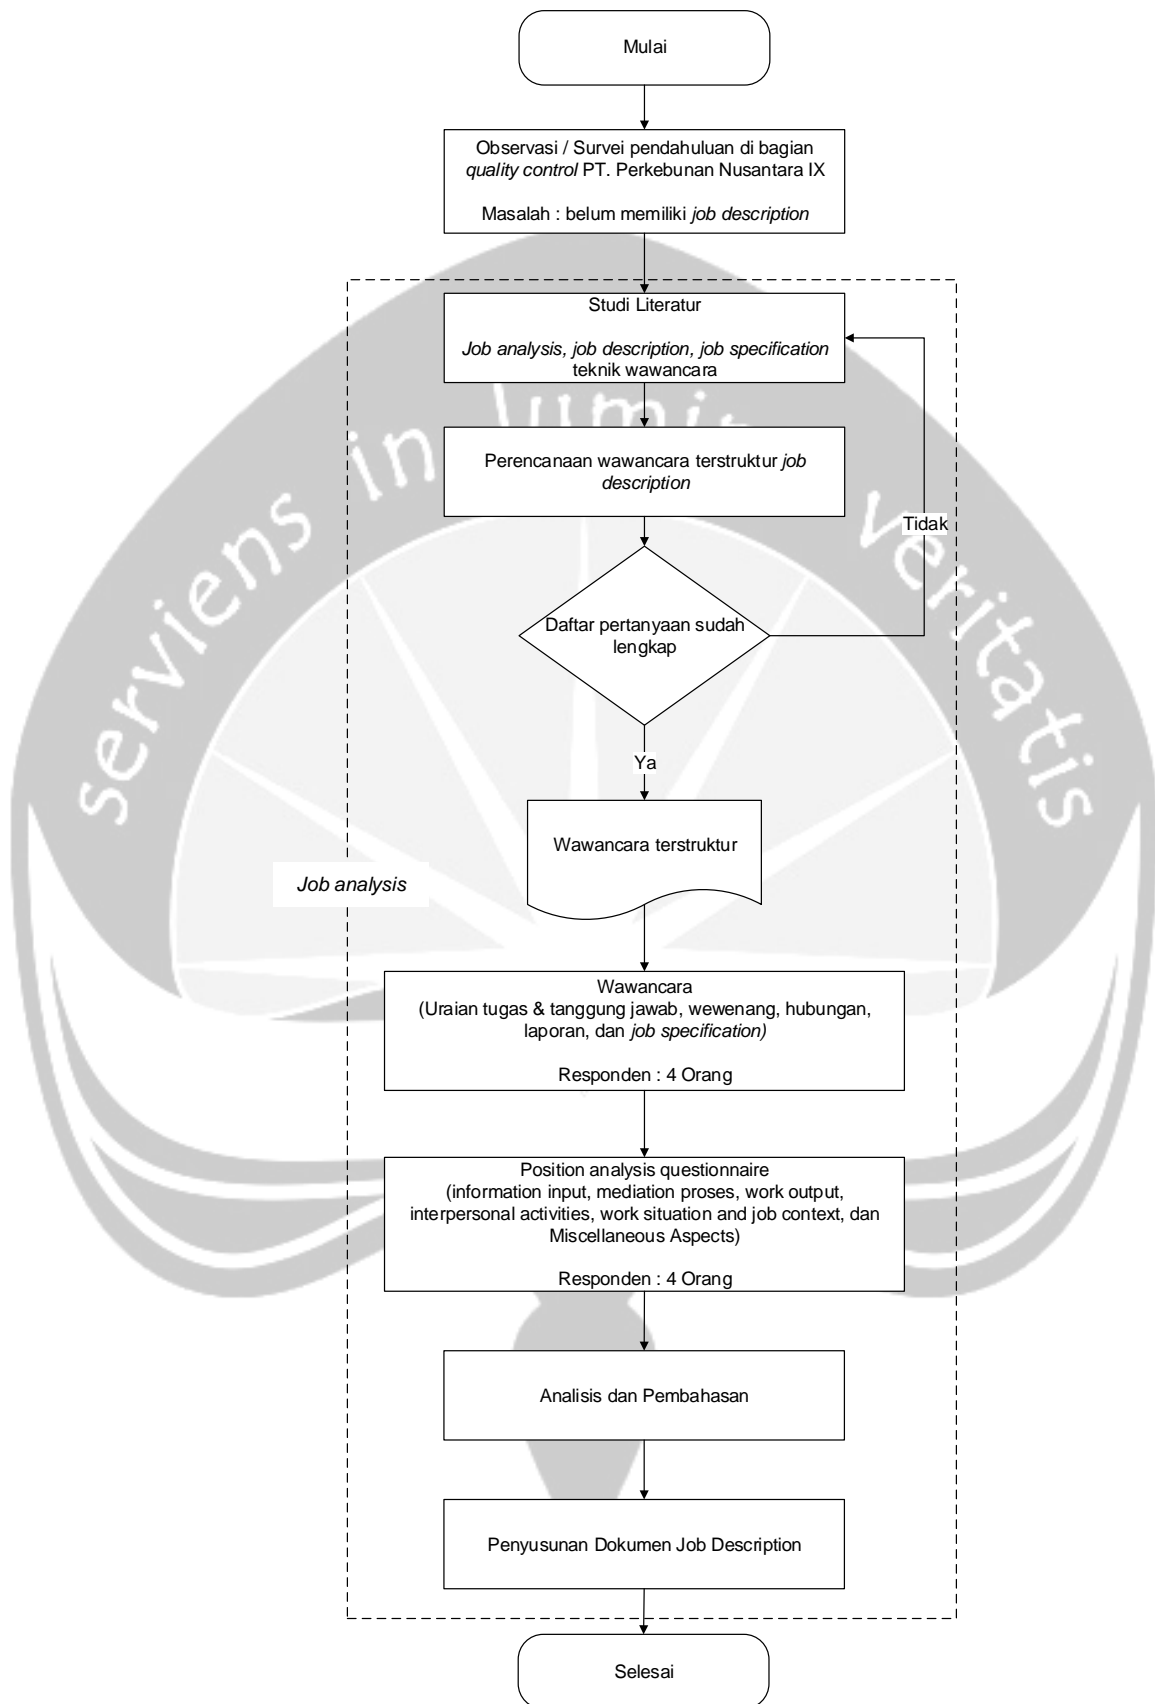 Mulai
Observasi / Survei pendahuluan di bagian
quality control PT. Perkebunan Nusantara IX
Masalah : belum memiliki job description
Studi Literatur
Job analysis, job description, job specification
teknik wawancara
Perencanaan wawancara terstruktur job
description
Tidak
Daftar pertanyaan sudah
lengkap
Ya
Wawancara terstruktur
Job analysis
Wawancara
(Uraian tugas & tanggung jawab, wewenang, hubungan,
laporan, dan job specification)
Responden : 4 Orang
Position analysis questionnaire
(information input, mediation proses, work output,
interpersonal activities, work situation and job context, dan
Miscellaneous Aspects)
Responden : 4 Orang
Analisis dan Pembahasan
Penyusunan Dokumen Job Description
Selesai
serviens in lumine veritatis